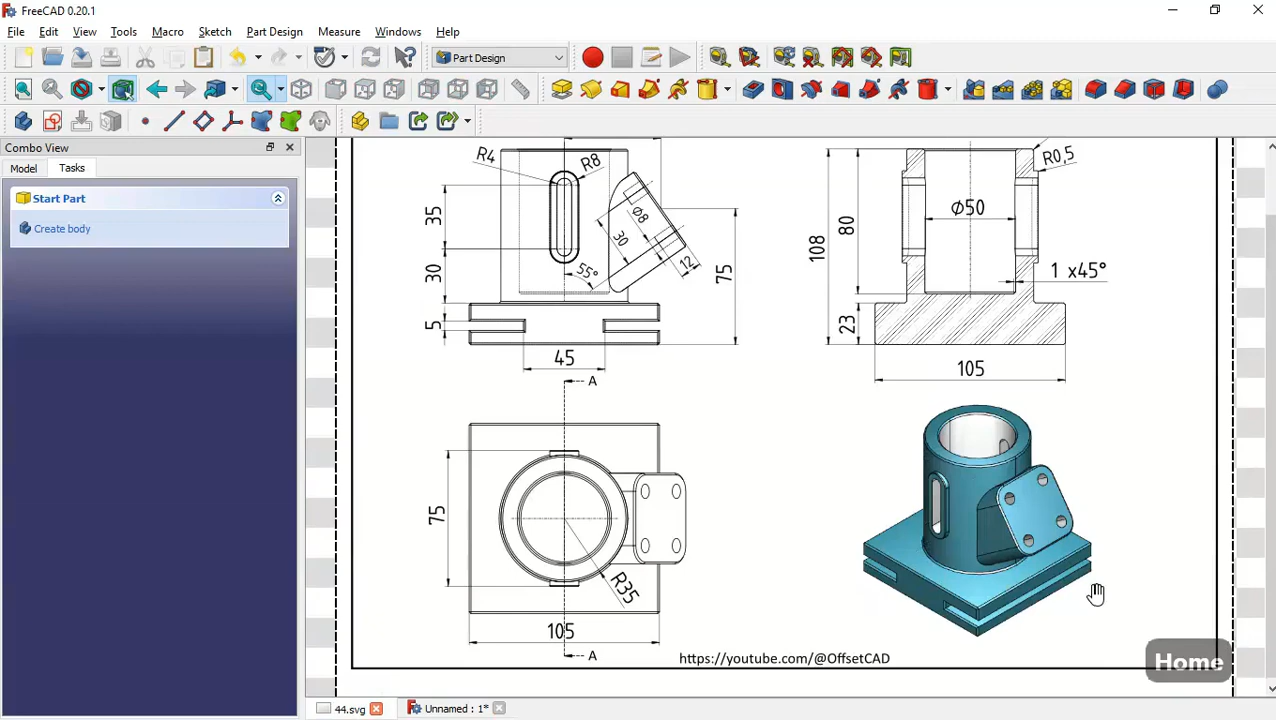 FreeCAD 0.20.1
File Edit View Tools Macro Sketch Part Design Measure Windows Help
Part Design
Combo View
Model Tasks
Start Part
Create body
R4
R8
35
30
5
Ø8
30
55°
12
75
45
A
108
80
Ø50
R0,5
1 x45°
23
105
75
R35
105
A
https://youtube.com/@OffsetCAD
Home
44.svg
Unnamed : 1*